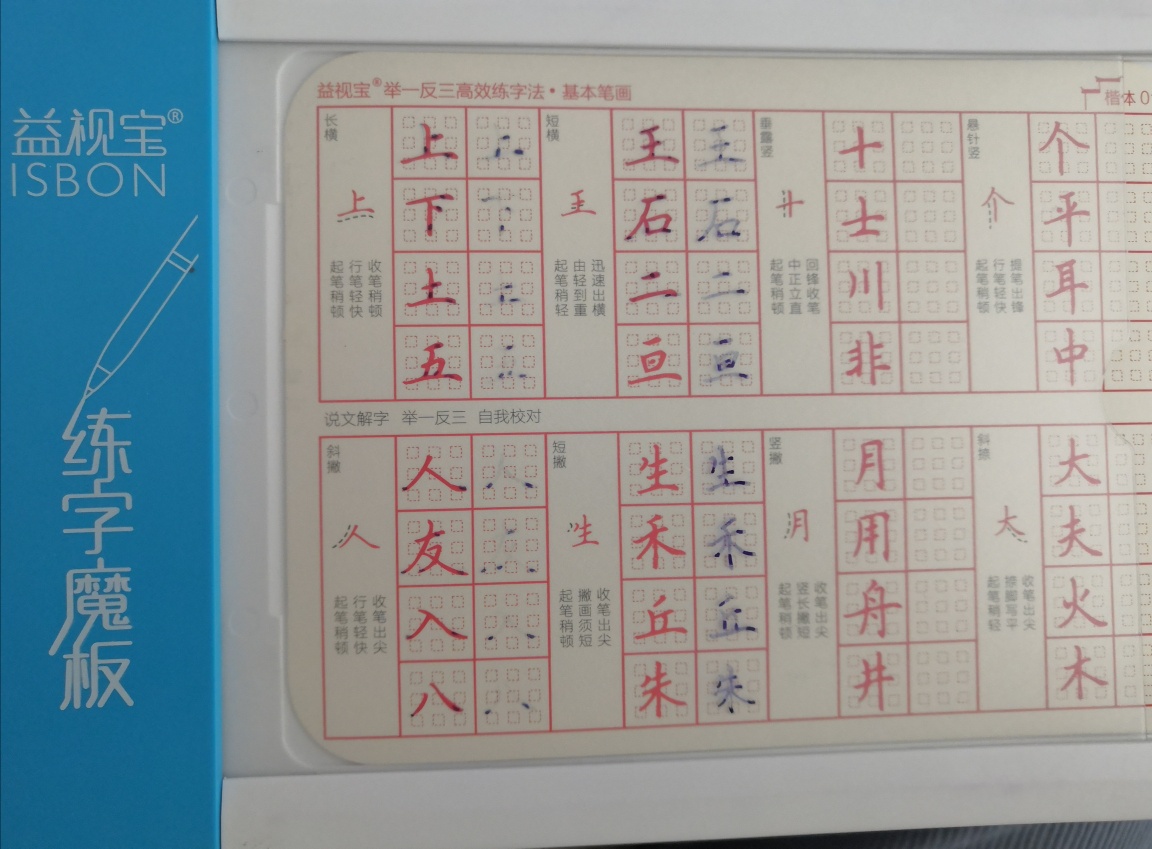 益视宝®
ISBON
练字魔板
益视宝®举一反三高效练字法·基本笔画
楷本
长横
上
起笔稍顿
行笔轻快
收笔稍顿
上
下
土
五
短横
王
起笔稍轻
由轻到重
迅速出横
王 王
石 石
二 二
亘 亘
垂露竖
起笔稍顿
中正立直
回锋收笔
十
士
川
非
悬针竖
个
起笔稍顿
行笔轻快
提笔出锋
个
平
耳
中
说文解字 举一反三 自我校对
斜撇
人
起笔稍顿
行笔轻快
收笔出尖
人
友
入
八
短撇
生
起笔稍顿
撇画须短
收笔出尖
生 生
禾 禾
丘 丘
朱 朱
竖撇
月
起笔稍顿
竖长撇短
收笔出尖
月
用
舟
井
斜捺
大
起笔稍轻
捺脚写平
收笔出尖
大
夫
火
木